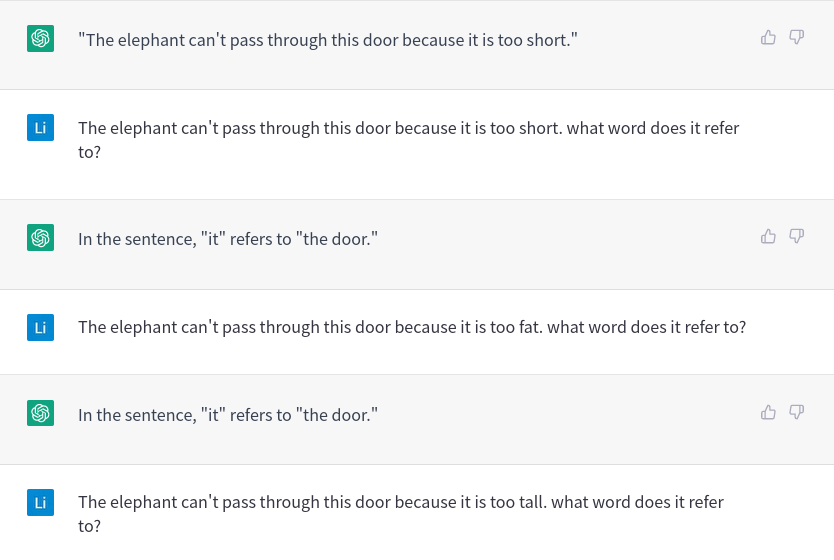 "The elephant can't pass through this door because it is too short."
Li
The elephant can't pass through this door because it is too short. what word does it refer
to?
In the sentence, "it" refers to "the door."
Li
The elephant can't pass through this door because it is too fat. what word does it refer to?
In the sentence, "it" refers to "the door."
Li
The elephant can't pass through this door because it is too tall. what word does it refer
to?